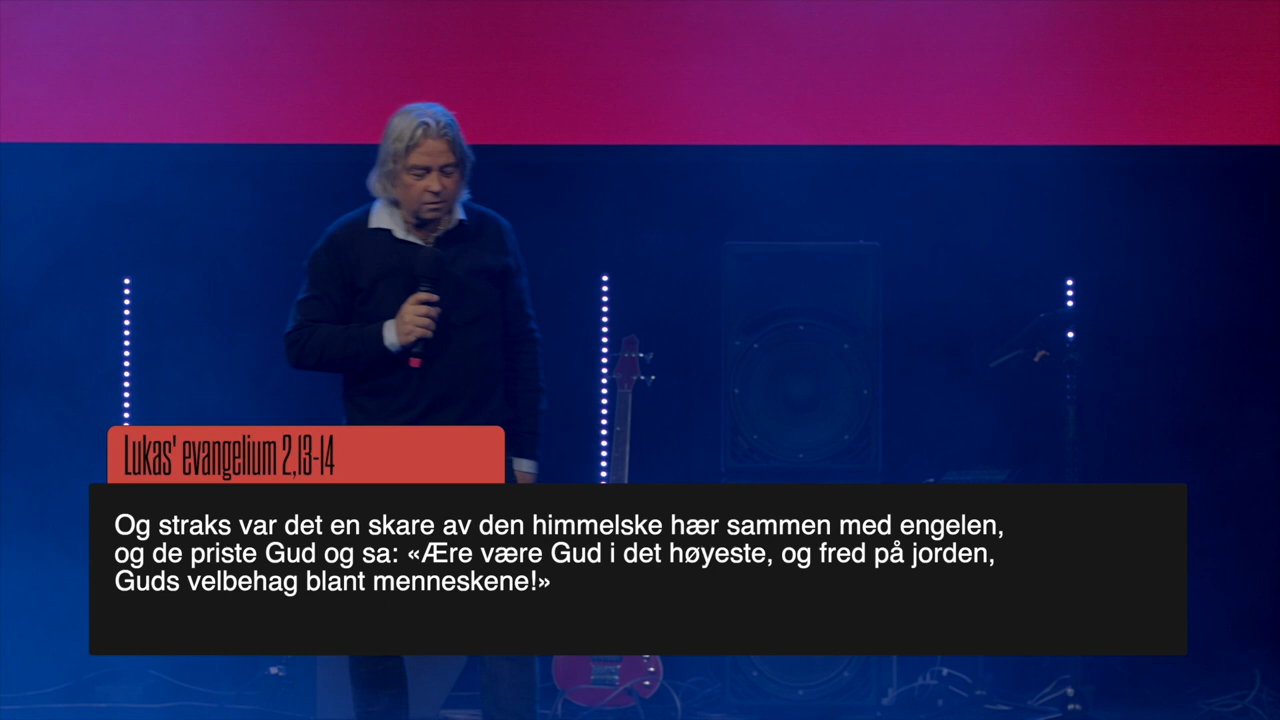 Lukas' evangelium 2,13-14
Og straks var det en skare av den himmelske hær sammen med engelen,
og de priste Gud og sa: «Ære være Gud i det høyeste, og fred på jorden,
Guds velbehag blant menneskene!»